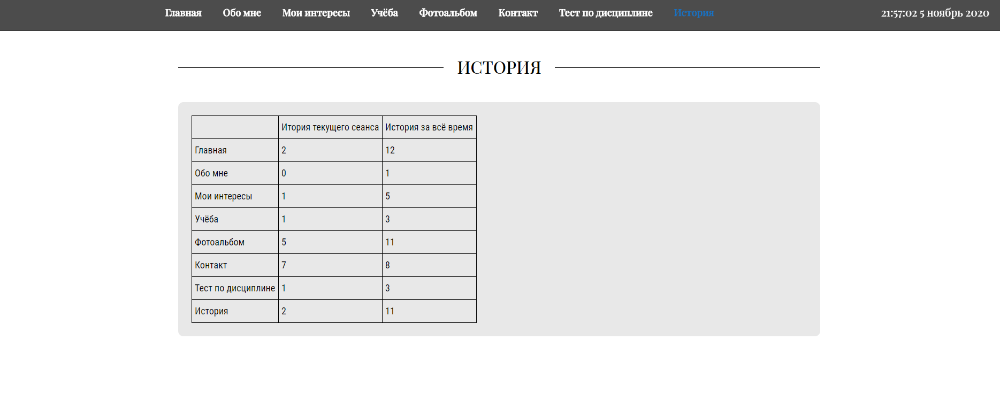 Главная Обо мне Мои интересы Учёба Фотоальбом Контакт Тест по дисциплине История 21:57:02 5 ноябрь 2020
ИСТОРИЯ
Итория текущего сеанса История за всё время
Главная 2 12
Обо мне 0 1
Мои интересы 1 5
Учёба 1 3
Фотоальбом 5 11
Контакт 7 8
Тест по дисциплине 1 3
История 2 11